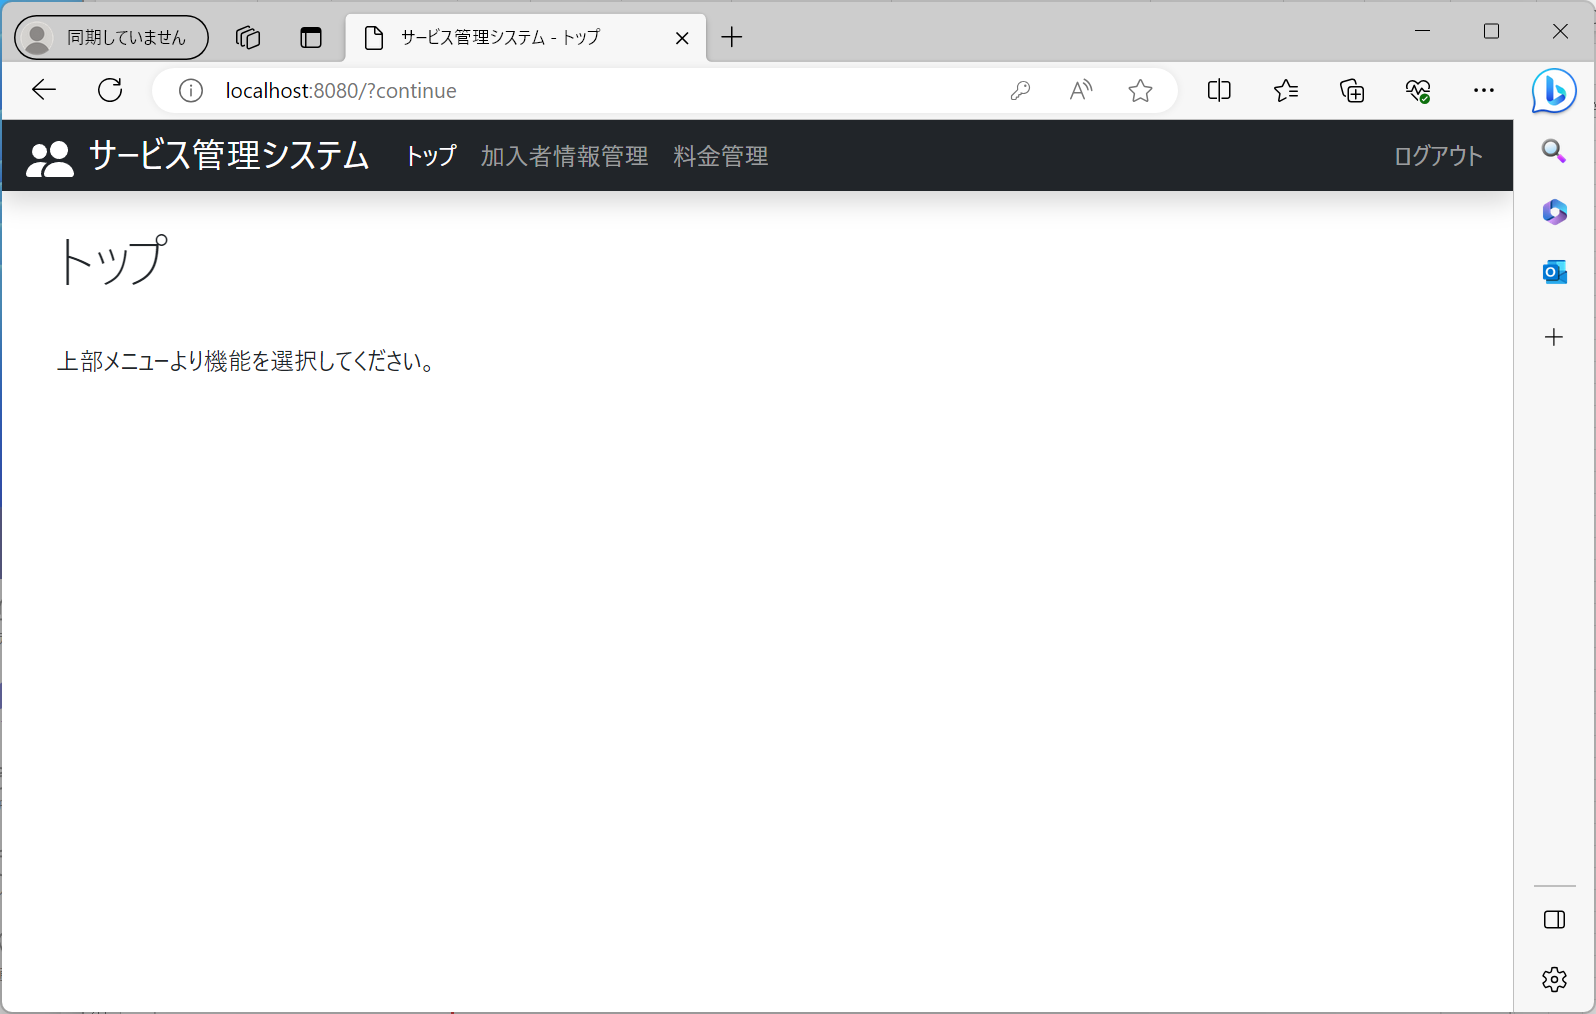 同期していません
サービス管理システム - トップ
localhost:8080/?continue
サービス管理システム トップ 加入者情報管理 料金管理 ログアウト
トップ
上部メニューより機能を選択してください。